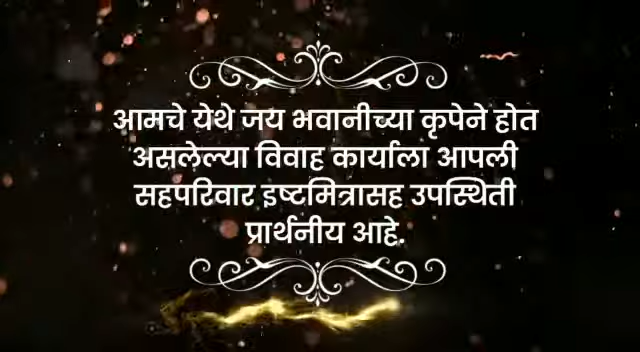 आमचे येथे जय भवानीच्या कृपेने होत
असलेल्या विवाह कार्याला आपली
सहपरिवार इष्टमित्रासह उपस्थिती
प्रार्थनीय आहे.